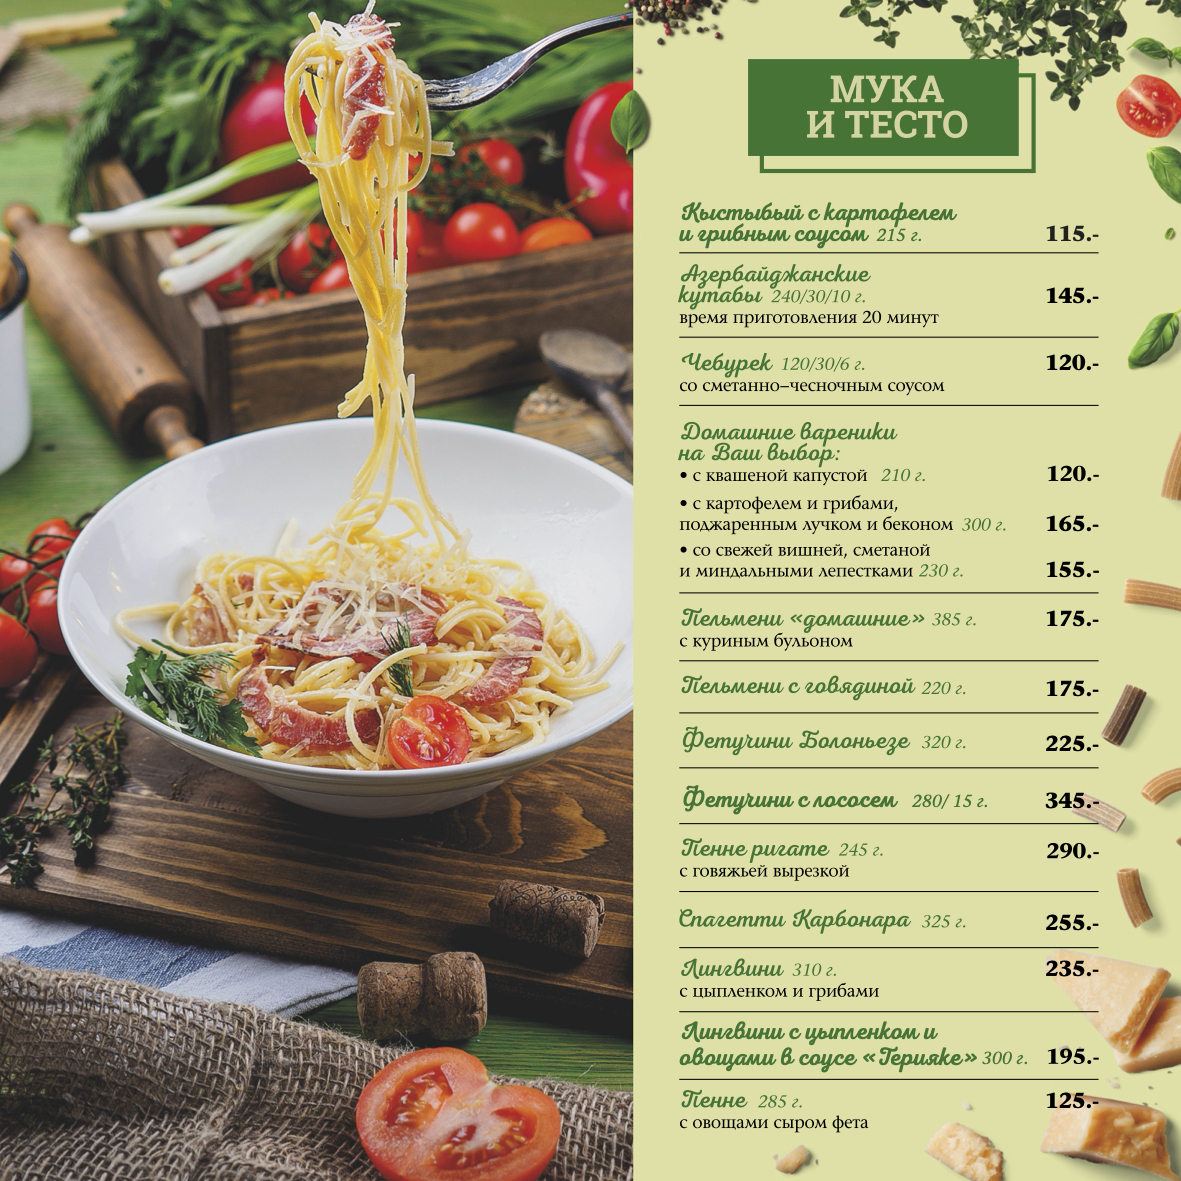 МУКА
И ТЕСТО
Кыстыбый с картофелем
и грибным соусом 215 г. 115.-
Азербайджанские
кутабы 240/30/10 г. 145.-
время приготовления 20 минут
Чебурек 120/30/6 г. 120.-
со сметанно–чесночным соусом
Домашние вареники
на Ваш выбор:
• с квашеной капустой 210 г. 120.-
• с картофелем и грибами,
поджаренным лучком и беконом 300 г. 165.-
• со свежей вишней, сметаной
и миндальными лепестками 230 г. 155.-
Пельмени «домашние» 385 г. 175.-
с куриным бульоном
Пельмени с говядиной 220 г. 175.-
Фетучини Болоньезе 320 г. 225.-
Фетучини с лососем 280/ 15 г. 345.-
Пенне ригате 245 г. 290.-
с говяжьей вырезкой
Спагетти Карбонара 325 г. 255.-
Лингвини 310 г. 235.-
с цыпленком и грибами
Лингвини с цыпленком и
овощами в соусе «Терияке» 300 г. 195.-
Пенне 285 г. 125.-
с овощами сыром фета